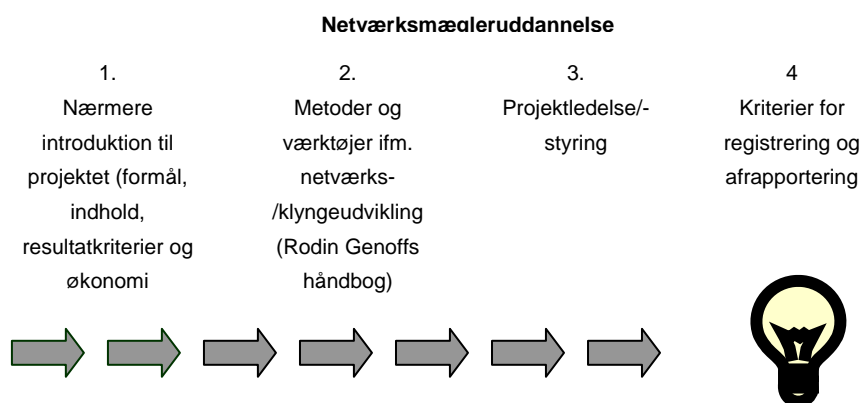 Netværksmægleruddannelse
1.
Nærmere
introduktion til
projektet (formål,
indhold,
resultatkriterier og
økonomi
2.
Metoder og
værktøjer ifm.
netværks-
/klyngeudvikling
(Rodin Genoffs
håndbog)
3.
Projektledelse/-
styring
4
Kriterier for
registrering og
afrapportering